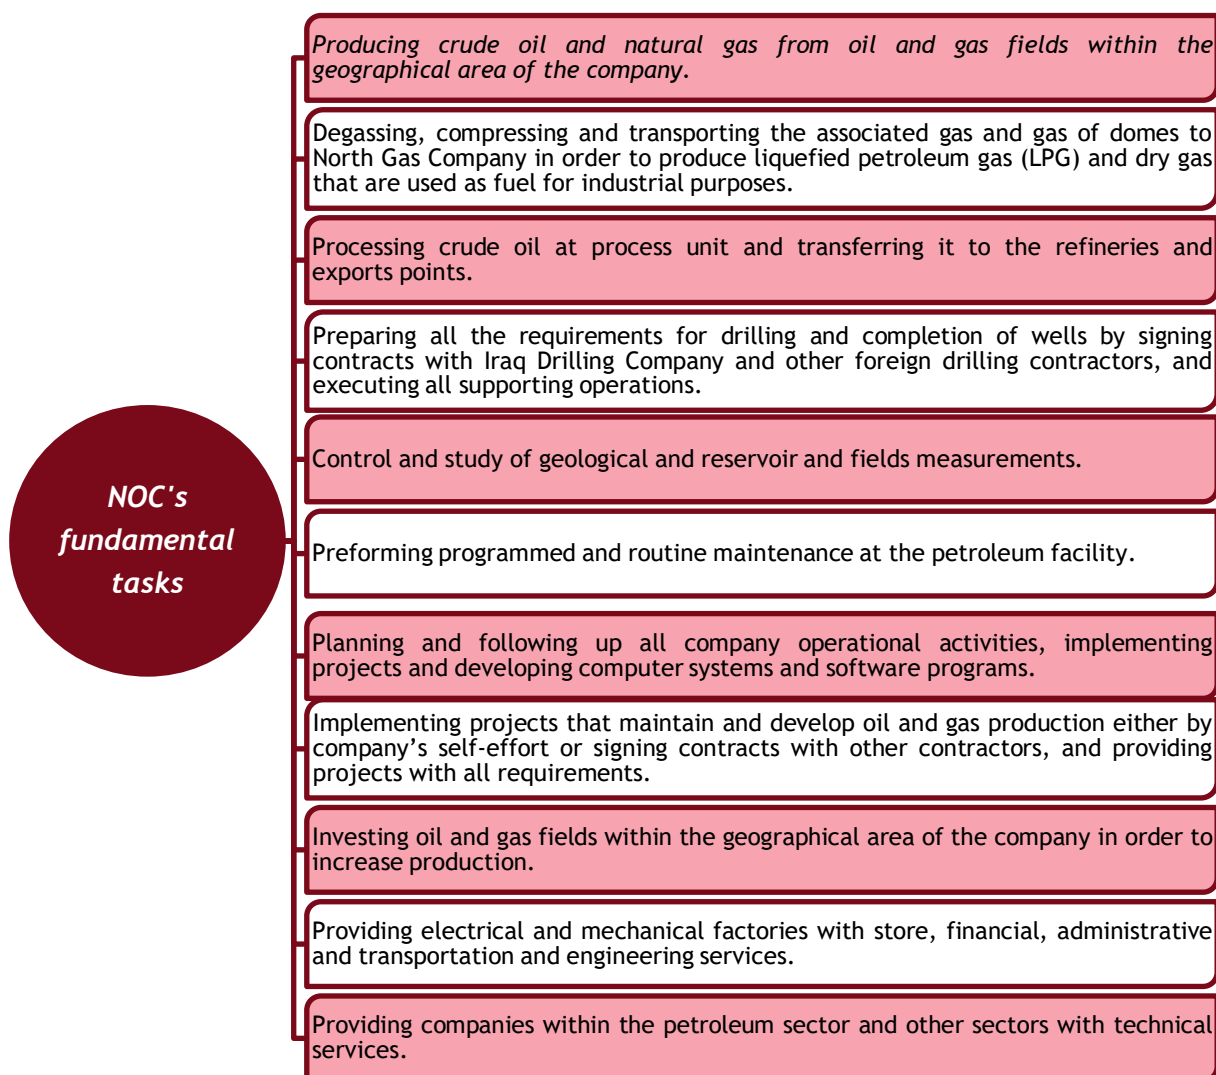 Producing crude oil and natural gas from oil and gas fields within the
geographical area of the company.
Degassing, compressing and transporting the associated gas and gas of domes to
North Gas Company in order to produce liquefied petroleum gas (LPG) and dry gas
that are used as fuel for industrial purposes.
Processing crude oil at process unit and transferring it to the refineries and
exports points.
Preparing all the requirements for drilling and completion of wells by signing
contracts with Iraq Drilling Company and other foreign drilling contractors, and
executing all supporting operations.
Control and study of geological and reservoir and fields measurements.
NOC's
fundamental
tasks
Preforming programmed and routine maintenance at the petroleum facility.
Planning and following up all company operational activities, implementing
projects and developing computer systems and software programs.
Implementing projects that maintain and develop oil and gas production either by
company’s self-effort or signing contracts with other contractors, and providing
projects with all requirements.
Investing oil and gas fields within the geographical area of the company in order to
increase production.
Providing electrical and mechanical factories with store, financial, administrative
and transportation and engineering services.
Providing companies within the petroleum sector and other sectors with technical
services.